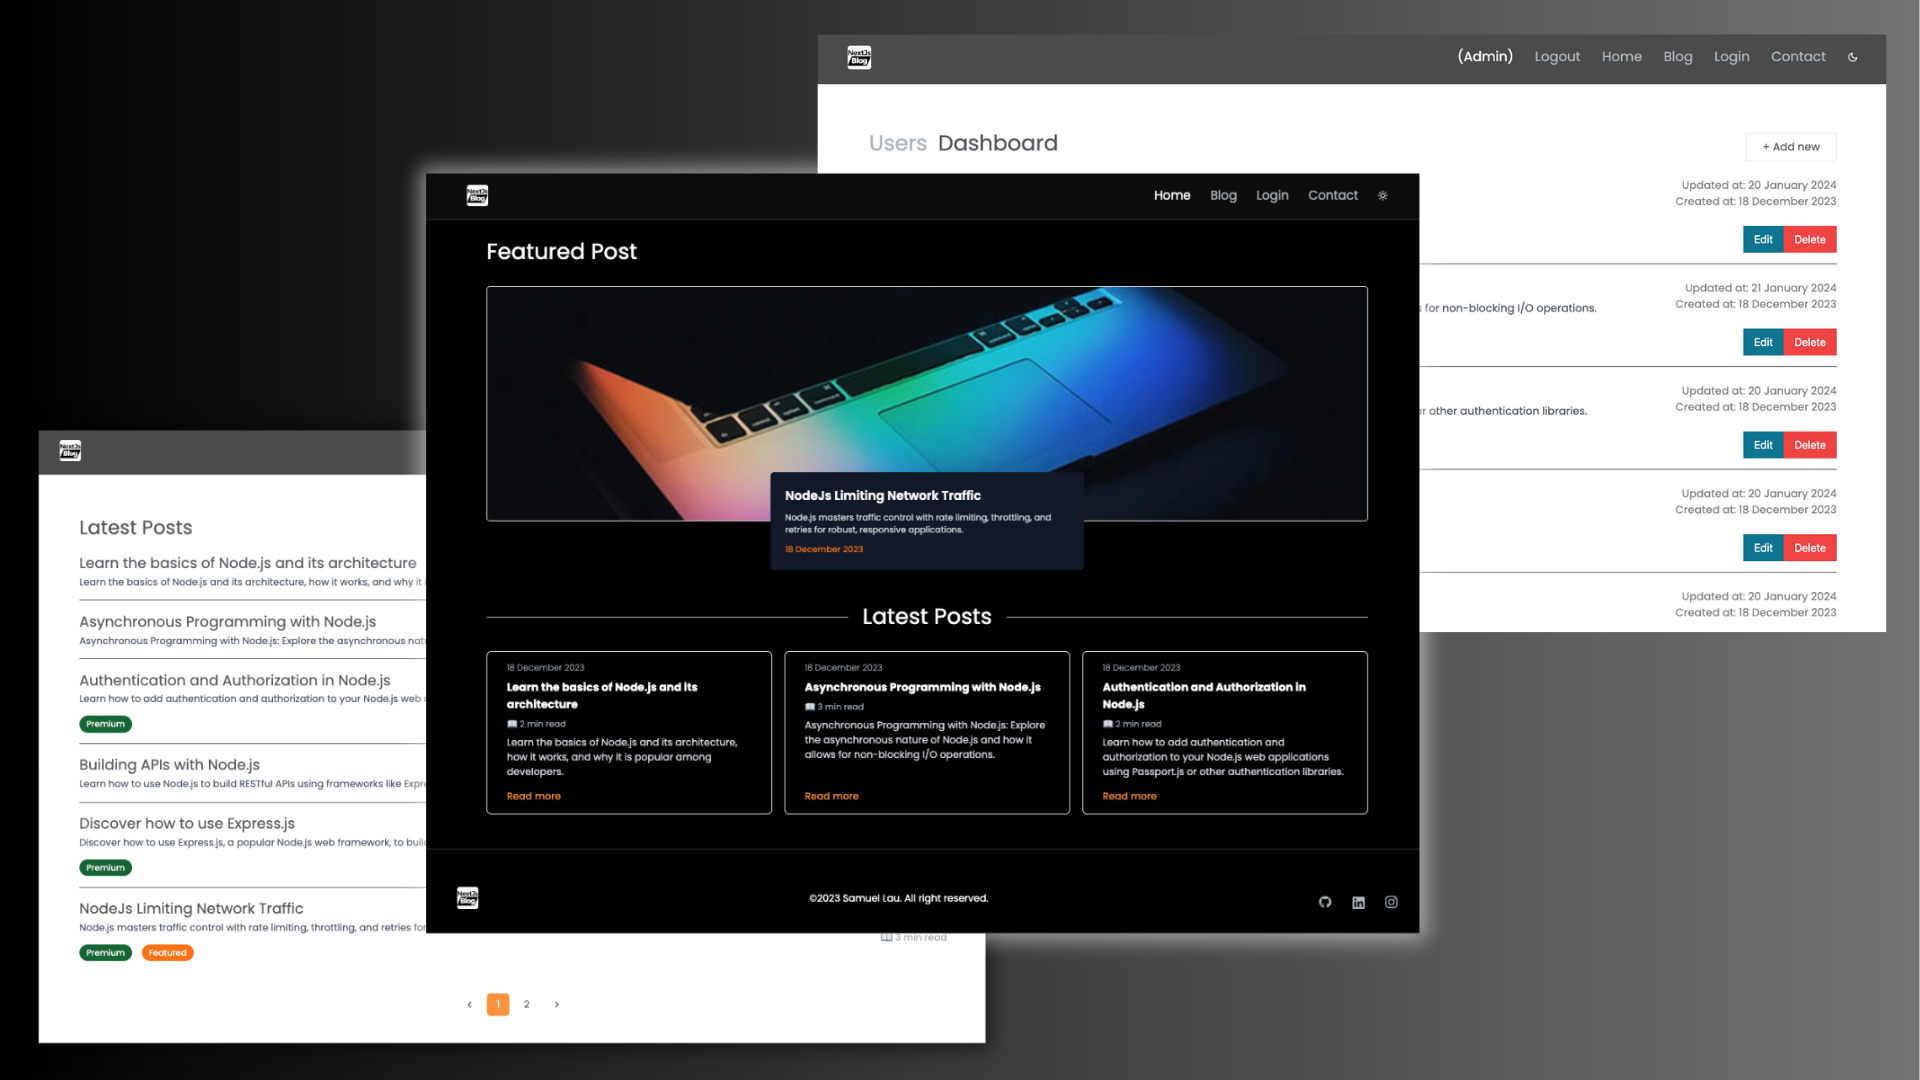 NextJs
Blog
(Admin) Logout Home Blog Login Contact
Users Dashboard
+ Add new
Updated at: 20 January 2024
Created at: 18 December 2023
Edit Delete
Updated at: 21 January 2024
for non-blocking I/O operations.
Created at: 18 December 2023
Edit Delete
Updated at: 20 January 2024
or other authentication libraries.
Created at: 18 December 2023
Edit Delete
Updated at: 20 January 2024
Created at: 18 December 2023
Edit Delete
Updated at: 20 January 2024
Created at: 18 December 2023
NextJs
Blog
Home Blog Login Contact
Featured Post
NodeJs Limiting Network Traffic
Node.js masters traffic control with rate limiting, throttling, and
retries for robust, responsive applications.
18 December 2023
Latest Posts
18 December 2023
Learn the basics of Node.js and its
architecture
2 min read
Learn the basics of Node.js and its architecture,
how it works, and why it is popular among
developers.
Read more
18 December 2023
Asynchronous Programming with Node.js
3 min read
Asynchronous Programming with Node.js: Explore
the asynchronous nature of Node.js and how it
allows for non-blocking I/O operations.
Read more
18 December 2023
Authentication and Authorization in
Node.js
2 min read
Learn how to add authentication and
authorization to your Node.js web applications
using Passport.js or other authentication libraries.
Read more
NextJs
Blog
©2023 Samuel Lau. All right reserved.
NextJs
Blog
Latest Posts
Learn the basics of Node.js and its architecture
Learn the basics of Node.js and its architecture, how it works, and why it i
Asynchronous Programming with Node.js
Asynchronous Programming with Node.js: Explore the asynchronous natu
Authentication and Authorization in Node.js
Learn how to add authentication and authorization to your Node.js web
Premium
Building APIs with Node.js
Learn how to use Node.js to build RESTful APIs using frameworks like Expre
Discover how to use Express.js
Discover how to use Express.js, a popular Node.js web framework, to buil
Premium
NodeJs Limiting Network Traffic
Node.js masters traffic control with rate limiting, throttling, and retries for
Premium Featured
3 min read
‹ 1 2 ›